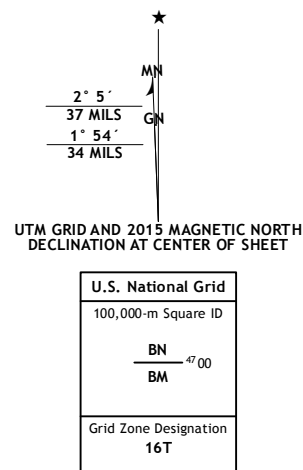 ★
MN
2° 5´
37 MILS
GN
1° 54´
34 MILS
UTM GRID AND 2015 MAGNETIC NORTH
DECLINATION AT CENTER OF SHEET
U.S. National Grid
100,000-m Square ID
BN
4700
BM
Grid Zone Designation
16T